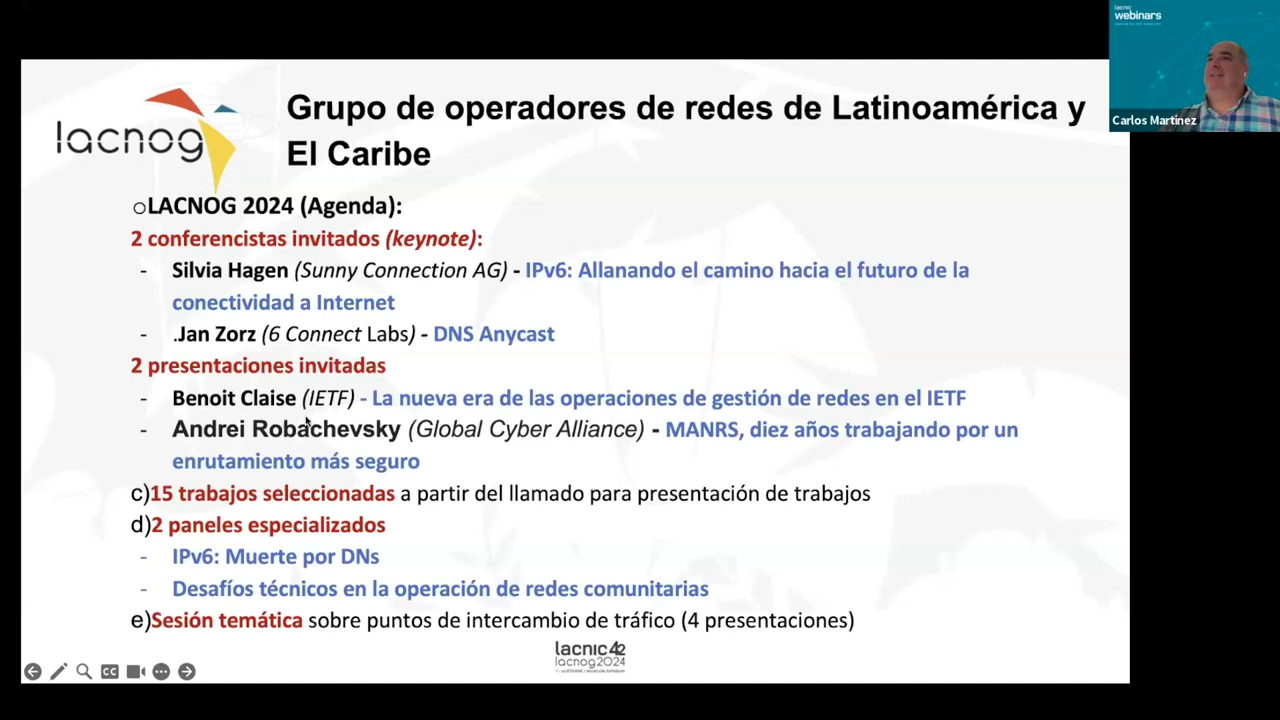 lacnic
webinars
Carlos Martínez
lacnog
Grupo de operadores de redes de Latinoamérica y
El Caribe
oLACNOG 2024 (Agenda):
2 conferencistas invitados (keynote):
- Silvia Hagen (Sunny Connection AG) - IPv6: Allanando el camino hacia el futuro de la
conectividad a Internet
- .Jan Zorz (6 Connect Labs) - DNS Anycast
2 presentaciones invitadas
- Benoit Claise (IETF) - La nueva era de las operaciones de gestión de redes en el IETF
- Andrei Robachevsky (Global Cyber Alliance) - MANRS, diez años trabajando por un
enrutamiento más seguro
c)15 trabajos seleccionadas a partir del llamado para presentación de trabajos
d)2 paneles especializados
- IPv6: Muerte por DNs
- Desafíos técnicos en la operación de redes comunitarias
e)Sesión temática sobre puntos de intercambio de tráfico (4 presentaciones)
lacnic42
lacnog2024
CC